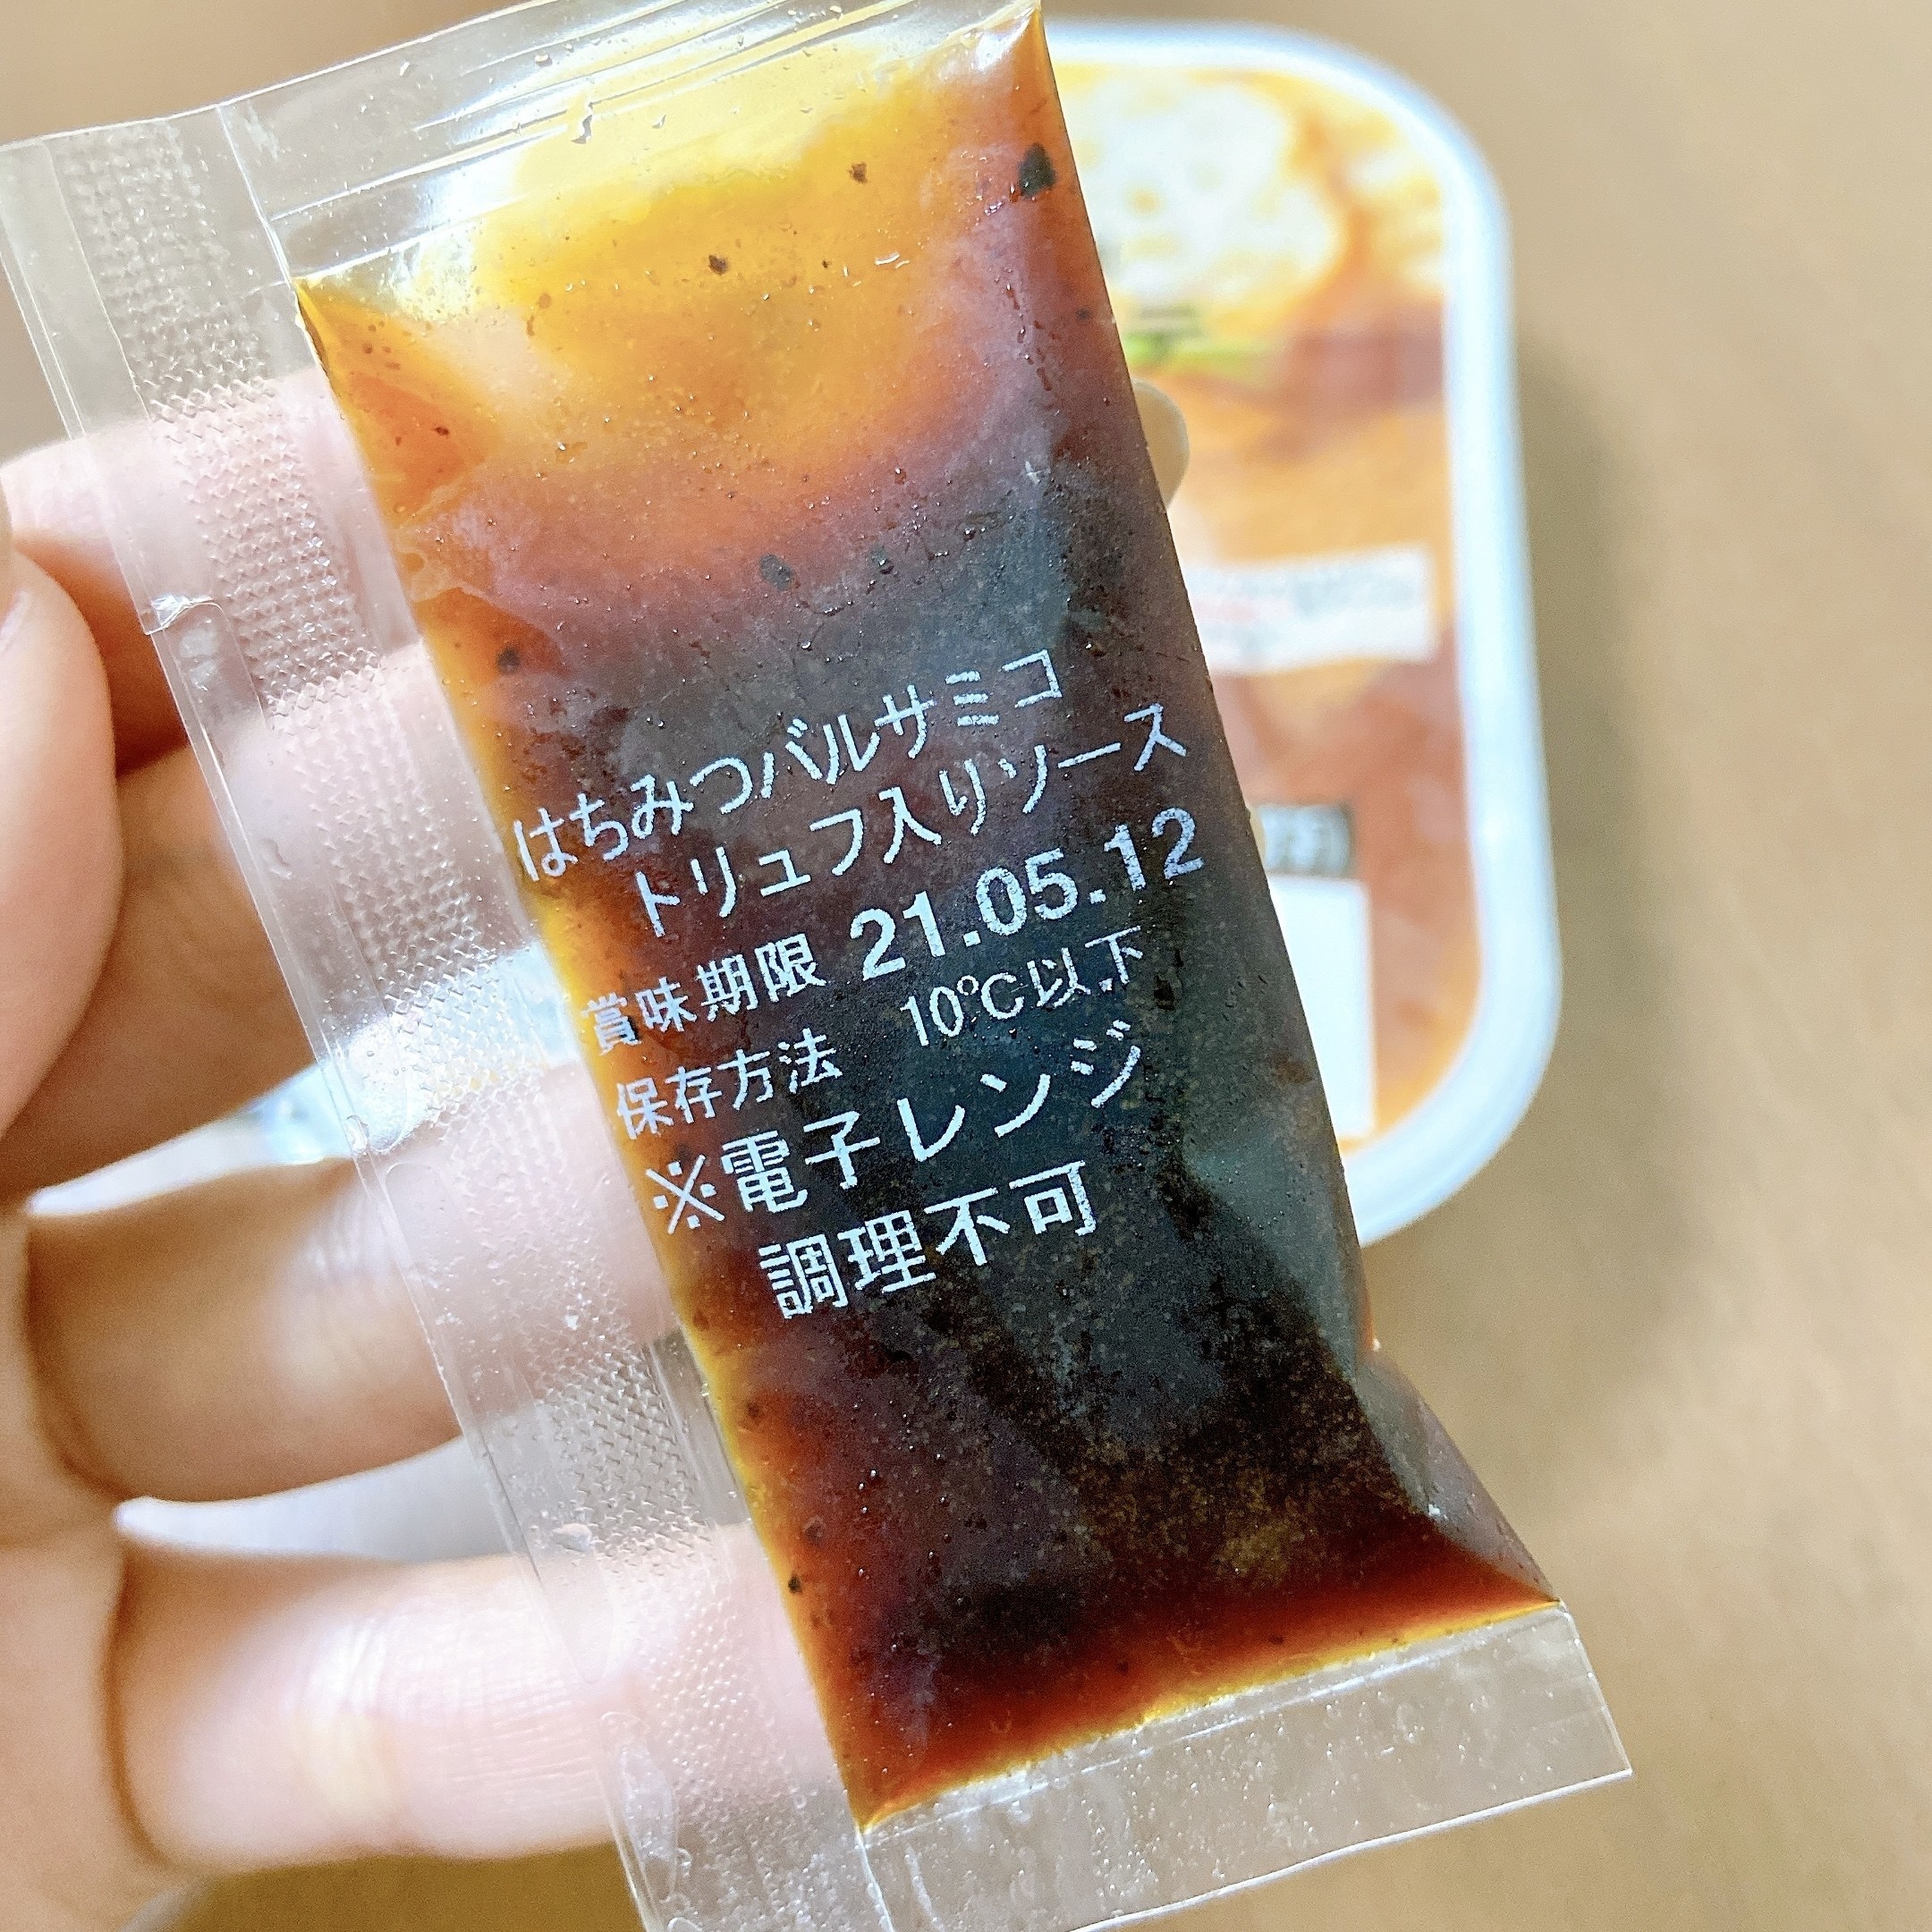 はちみつバルサミコ
トリュフ入りソース
賞味期限 21.05.12
保存方法 10℃以下
※電子レンジ
調理不可